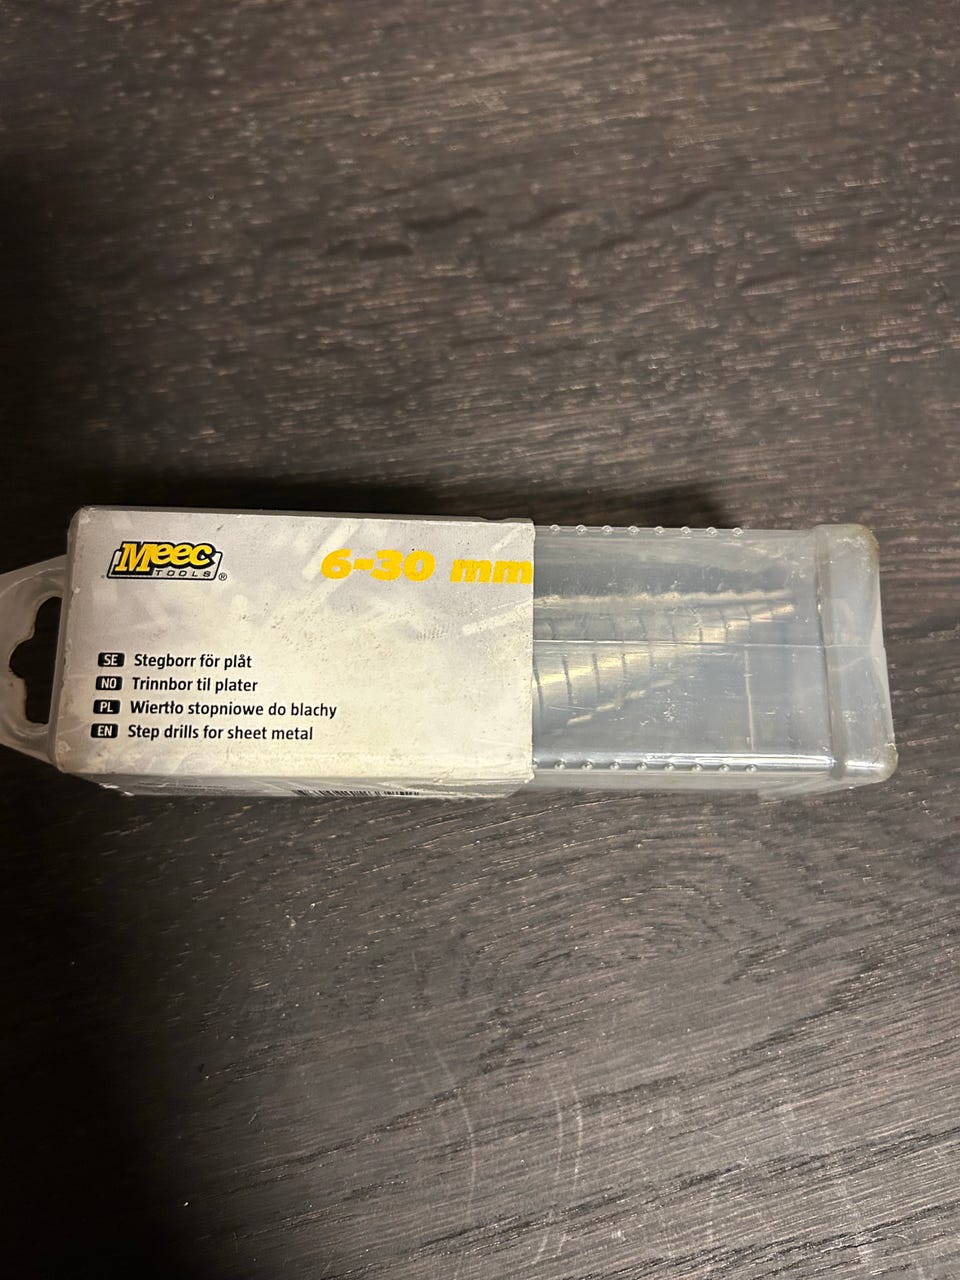 Meec
TOOLS®
6-30 mm
SE Stegborr för plåt
NO Trinnbor til plater
PL Wiertło stopniowe do blachy
EN Step drills for sheet metal